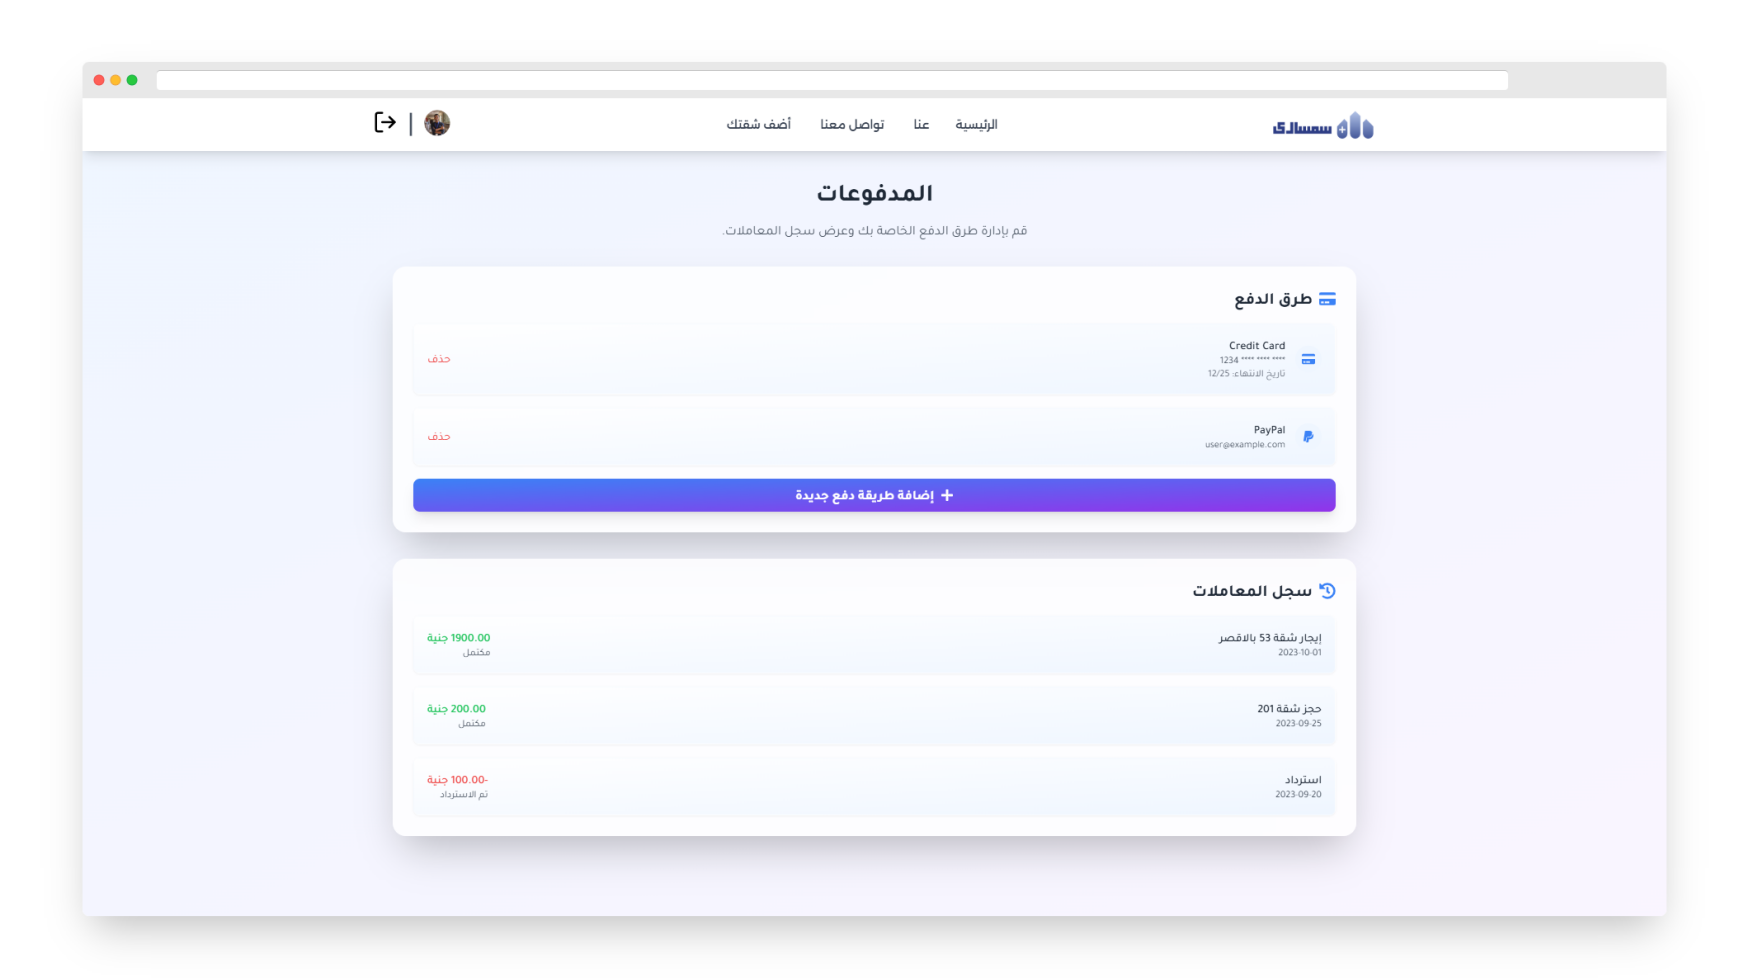 سمسارى
الرئيسية
عنا
تواصل معنا
أضف شقتك
المدفوعات
قم بإدارة طرق الدفع الخاصة بك وعرض سجل المعاملات.
طرق الدفع
Credit Card
**** **** **** 1234
تاريخ الانتهاء: 12/25
حذف
PayPal
user@example.com
حذف
إضافة طريقة دفع جديدة
سجل المعاملات
إيجار شقة 53 بالاقصر
2023-10-01
1900.00 جنية
مكتمل
حجز شقة 201
2023-09-25
200.00 جنية
مكتمل
استرداد
2023-09-20
-100.00 جنية
تم الاسترداد